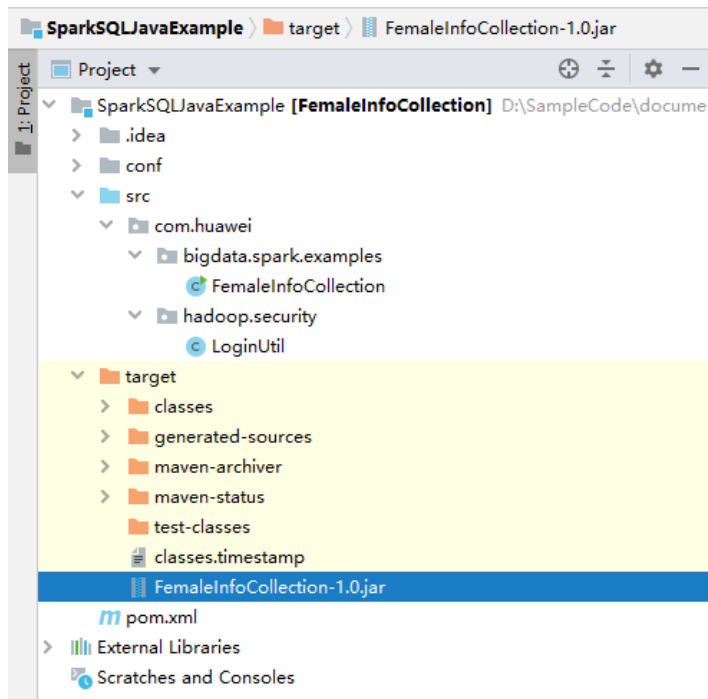 SparkSQLJavaExample target FemaleInfoCollection-1.0.jar
1: Project
Project
SparkSQLJavaExample [FemaleInfoCollection] D:\SampleCode\docume
.idea
conf
src
com.huawei
bigdata.spark.examples
FemaleInfoCollection
hadoop.security
LoginUtil
target
classes
generated-sources
maven-archiver
maven-status
test-classes
classes.timestamp
FemaleInfoCollection-1.0.jar
pom.xml
External Libraries
Scratches and Consoles